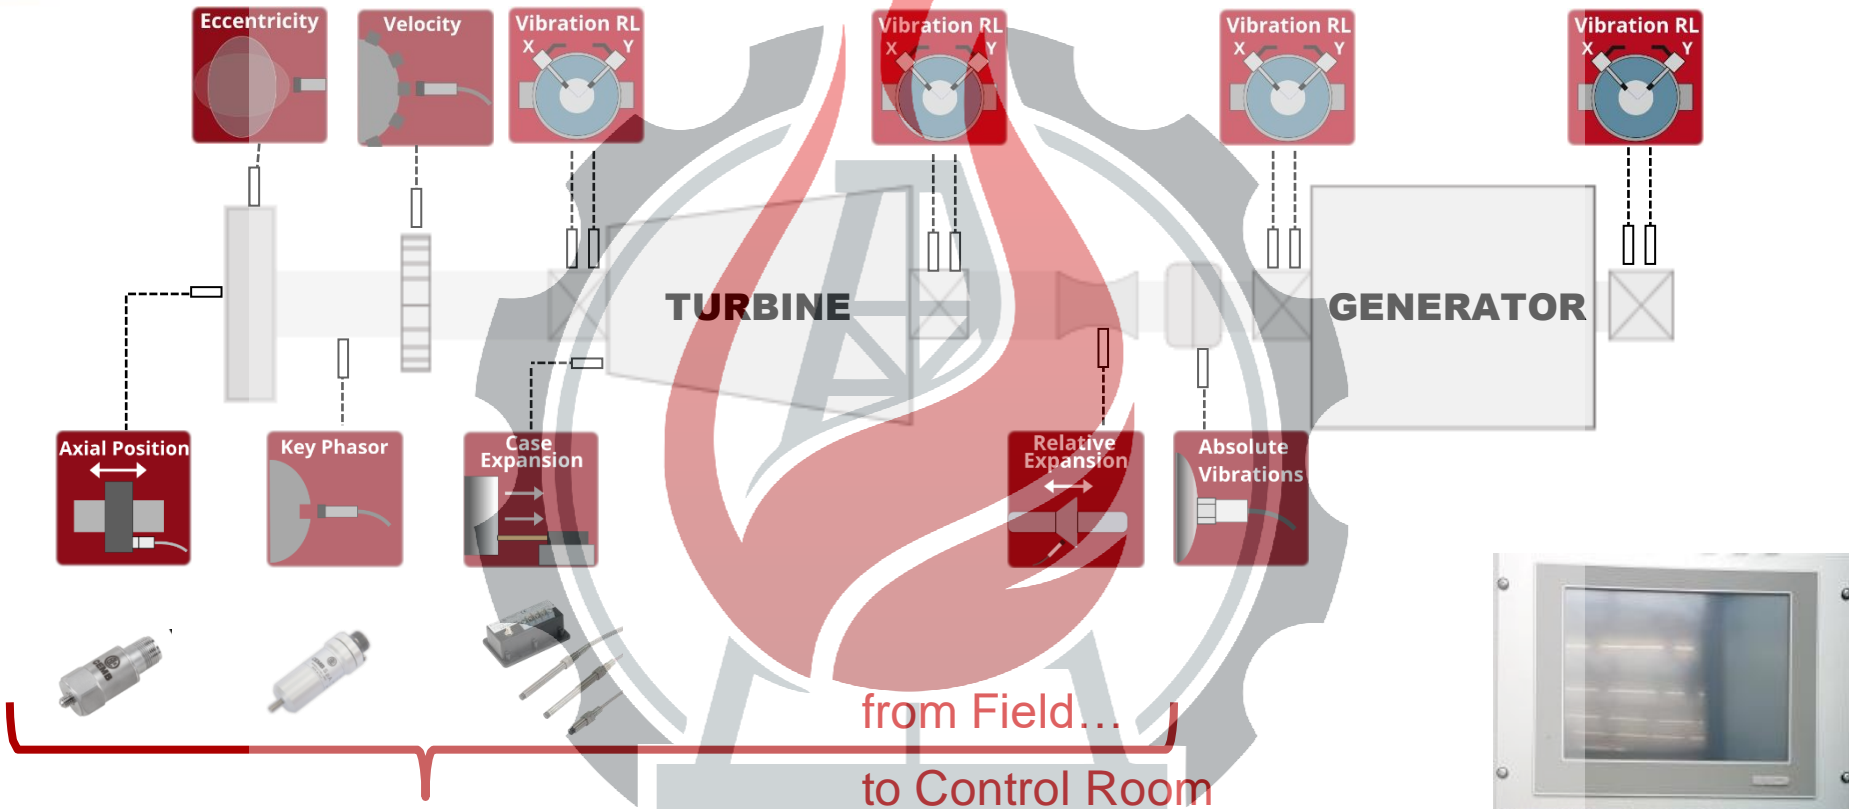 Eccentricity
Velocity
Vibration RL
X Y
Vibration RL
X Y
Vibration RL
X Y
Vibration RL
X Y
TURBINE
GENERATOR
Axial Position
Key Phasor
Case
Expansion
Relative
Expansion
Absolute
Vibrations
from Field...
to Control Room